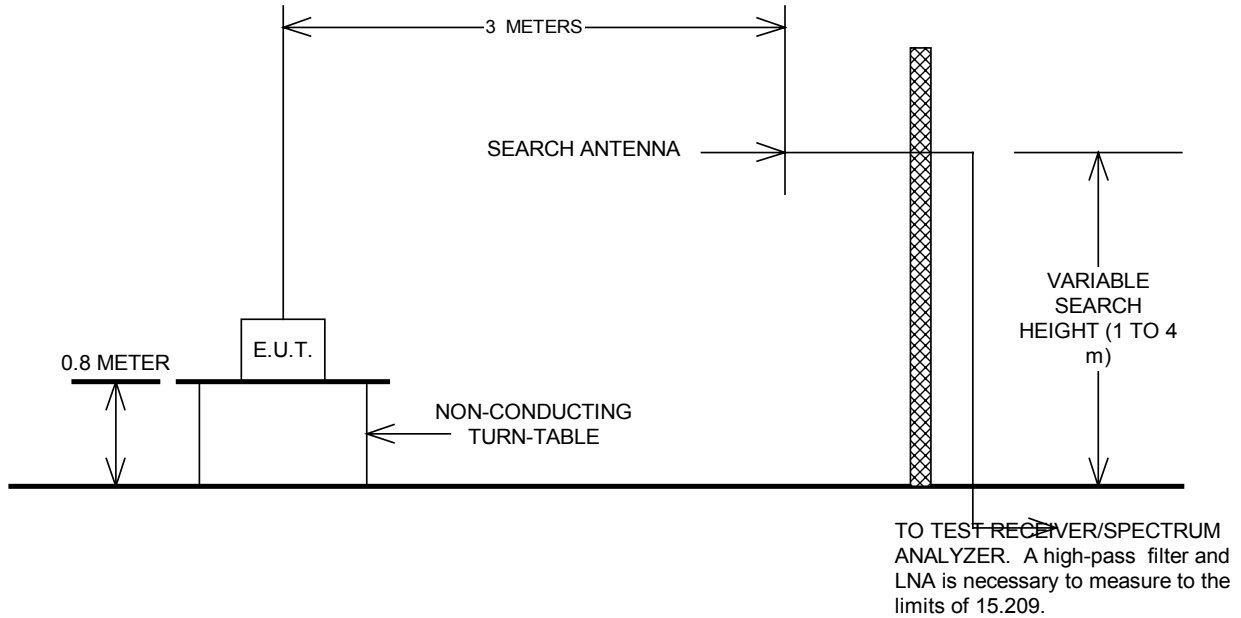 3 METERS
SEARCH ANTENNA
VARIABLE
SEARCH
HEIGHT (1 TO 4
m)
E.U.T.
0.8 METER
NON-CONDUCTING
TURN-TABLE
TO TEST RECEIVER/SPECTRUM
ANALYZER. A high-pass filter and
LNA is necessary to measure to the
limits of 15.209.